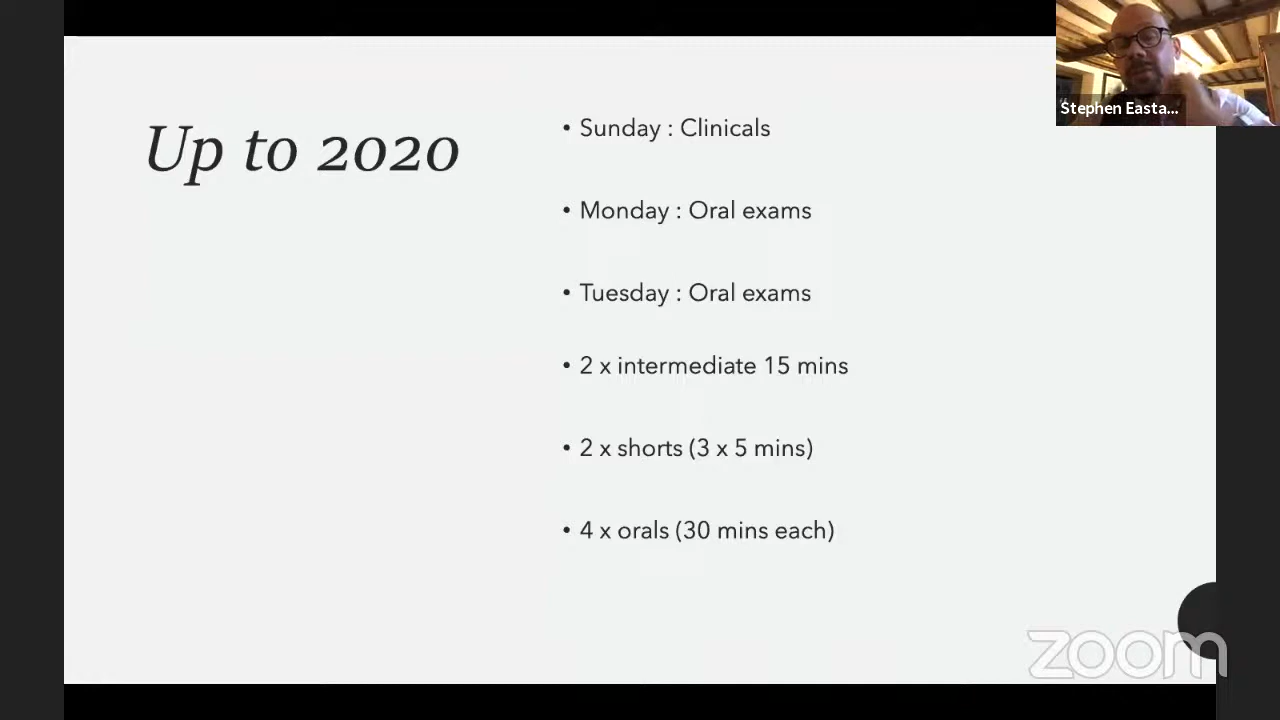 Up to 2020
• Sunday : Clinicals
• Monday : Oral exams
• Tuesday : Oral exams
• 2 x intermediate 15 mins
• 2 x shorts (3 x 5 mins)
• 4 x orals (30 mins each)
Stephen Easta...
zoom